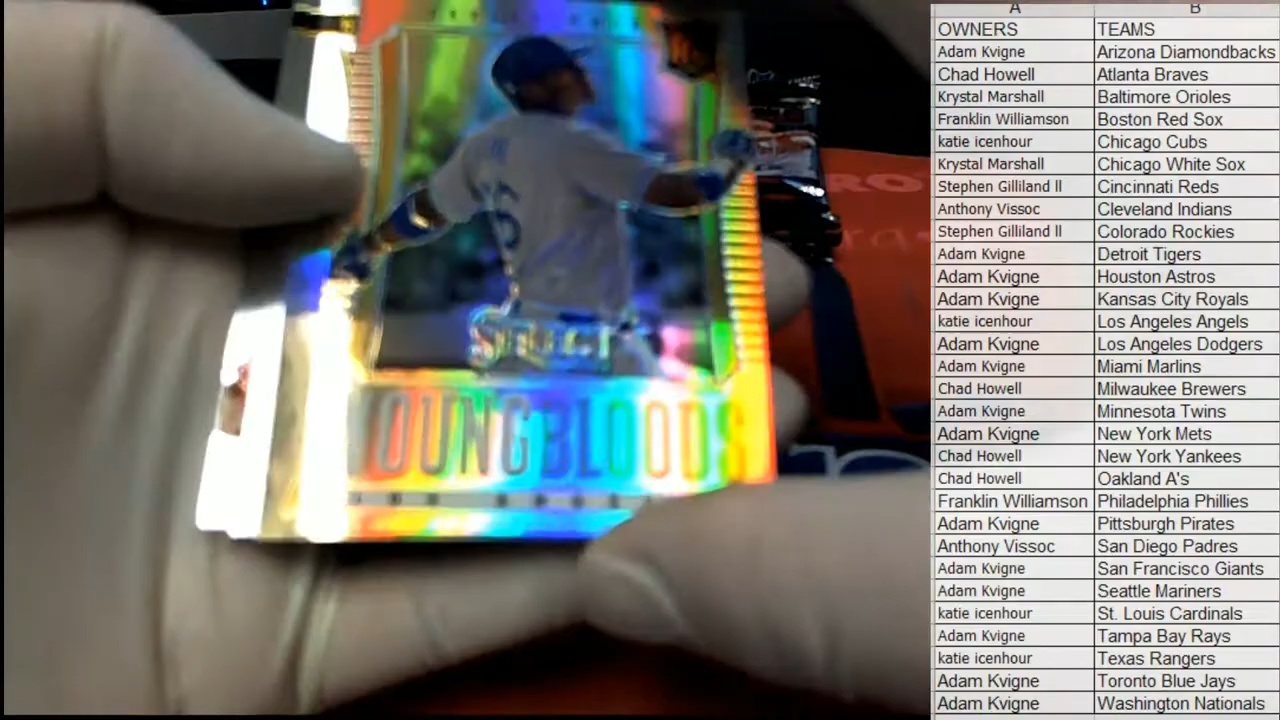 A B
OWNERS TEAMS
Adam Kvigne Arizona Diamondbacks
Chad Howell Atlanta Braves
Krystal Marshall Baltimore Orioles
Franklin Williamson Boston Red Sox
katie icenhour Chicago Cubs
Krystal Marshall Chicago White Sox
Stephen Gilliland ll Cincinnati Reds
Anthony Vissoc Cleveland Indians
Stephen Gilliland ll Colorado Rockies
Adam Kvigne Detroit Tigers
Adam Kvigne Houston Astros
Adam Kvigne Kansas City Royals
katie icenhour Los Angeles Angels
Adam Kvigne Los Angeles Dodgers
Adam Kvigne Miami Marlins
Chad Howell Milwaukee Brewers
Adam Kvigne Minnesota Twins
Adam Kvigne New York Mets
Chad Howell New York Yankees
Chad Howell Oakland A's
Franklin Williamson Philadelphia Phillies
Adam Kvigne Pittsburgh Pirates
Anthony Vissoc San Diego Padres
Adam Kvigne San Francisco Giants
Adam Kvigne Seattle Mariners
katie icenhour St. Louis Cardinals
Adam Kvigne Tampa Bay Rays
katie icenhour Texas Rangers
Adam Kvigne Toronto Blue Jays
Adam Kvigne Washington Nationals
SELECT
YOUNGBLOODS